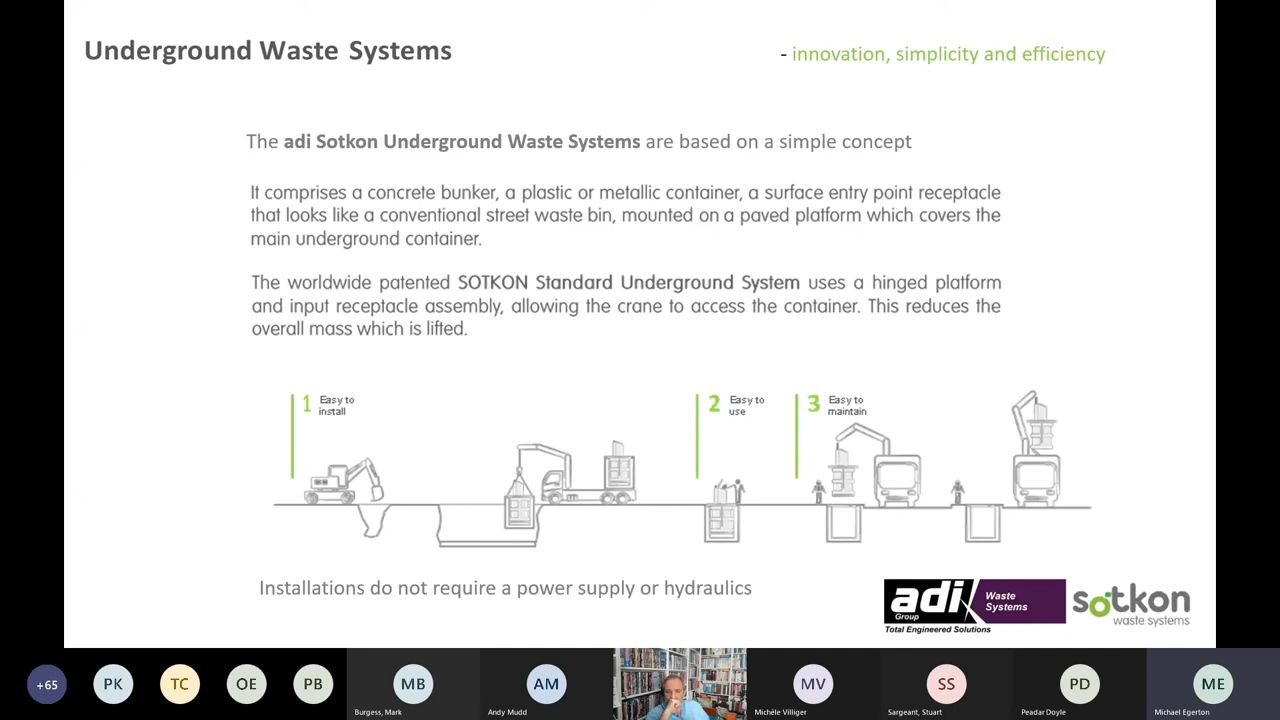 Underground Waste Systems
- innovation, simplicity and efficiency
The adi Sotkon Underground Waste Systems are based on a simple concept
It comprises a concrete bunker, a plastic or metallic container, a surface entry point receptacle
that looks like a conventional street waste bin, mounted on a paved platform which covers the
main underground container.
The worldwide patented SOTKON Standard Underground System uses a hinged platform
and input receptacle assembly, allowing the crane to access the container. This reduces the
overall mass which is lifted.
1 Easy to
install
2 Easy to
use
3 Easy to
maintain
Installations do not require a power supply or hydraulics
adi
Group
Waste
Systems
Total Engineered Solutions
sotkon
waste systems
+65
PK
TC
OE
PB
MB
AM
MV
SS
PD
ME
Burgess, Mark
Andy Mudd
Michèle Villiger
Sargeant, Stuart
Peadar Doyle
Michael Egerton